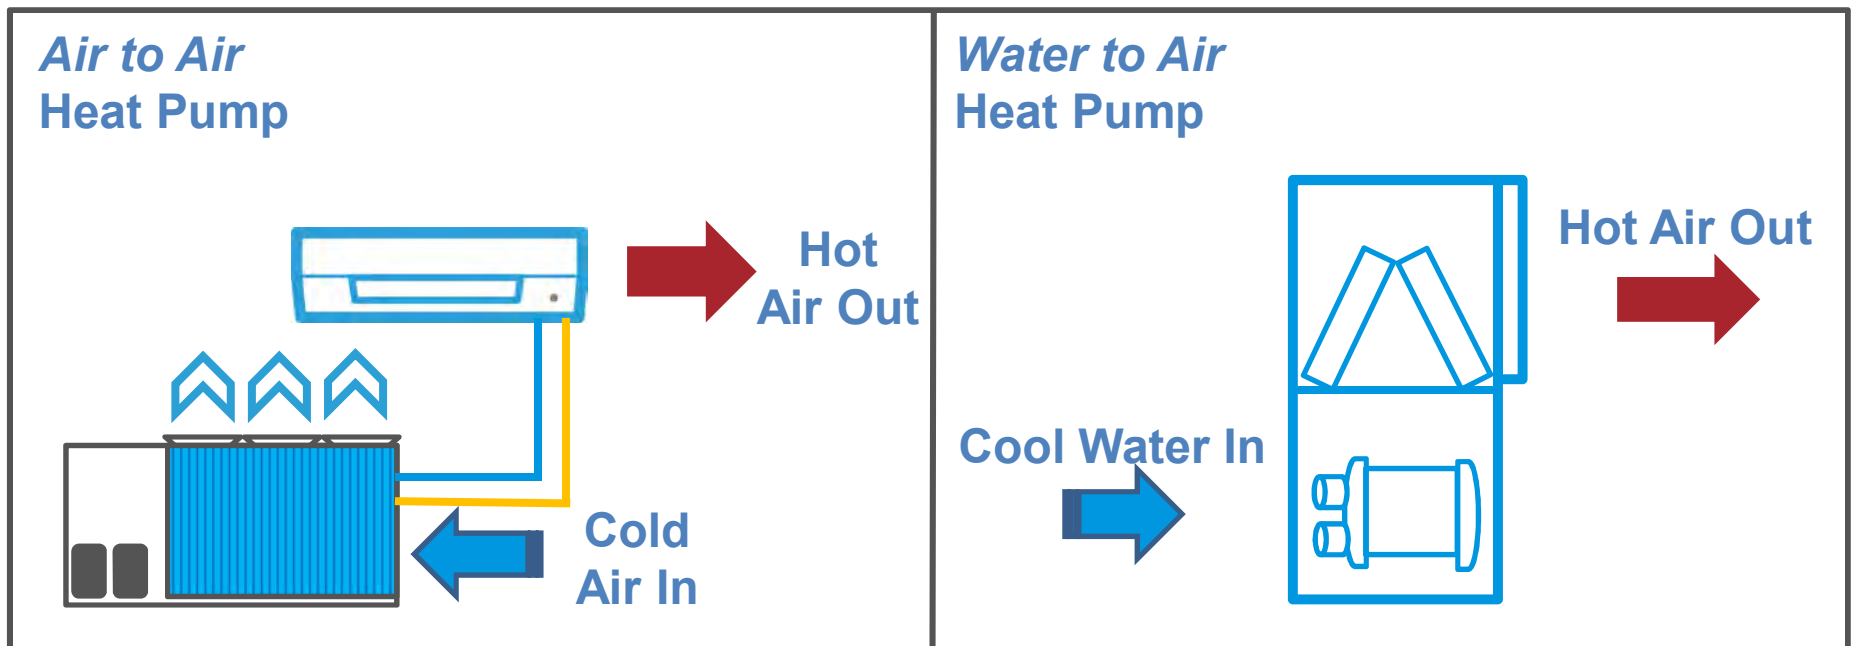 Air to Air
Heat Pump
Hot
Air Out
Cold
Air In
Water to Air
Heat Pump
Hot Air Out
Cool Water In